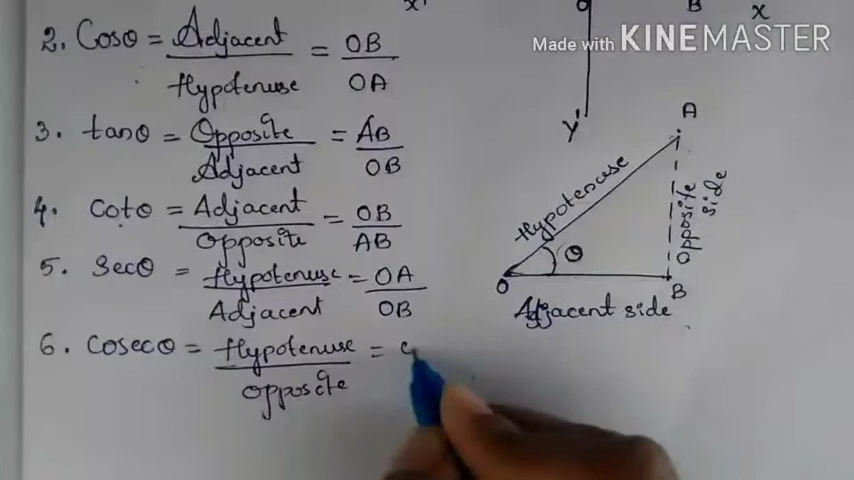 x'
O B x
Made with KINEMASTER
2. Cosθ = Adjacent / Hypotenuse = OB / OA
y'
A
3. tanθ = Opposite / Adjacent = AB / OB
Hypotenuse
opposite side
4. Cotθ = Adjacent / Opposite = OB / AB
θ
5. Secθ = Hypotenuse / Adjacent = OA / OB
O B
Adjacent side
6. Cosecθ = Hypotenuse / opposite =